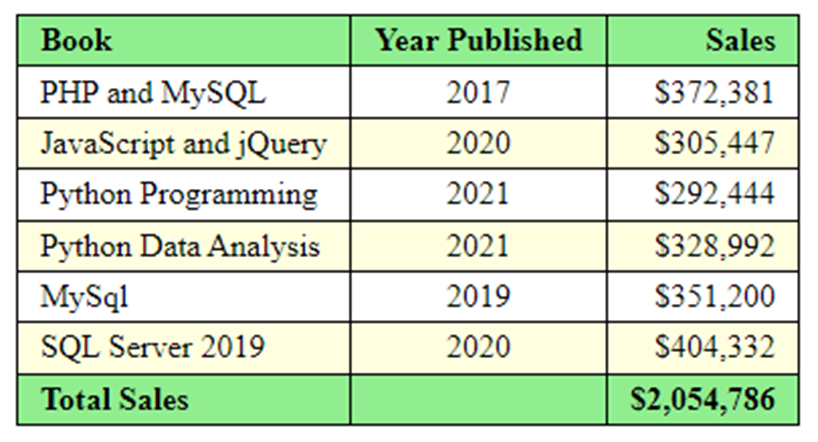 Book Year Published Sales
PHP and MySQL 2017 $372,381
JavaScript and jQuery 2020 $305,447
Python Programming 2021 $292,444
Python Data Analysis 2021 $328,992
MySql 2019 $351,200
SQL Server 2019 2020 $404,332
Total Sales $2,054,786